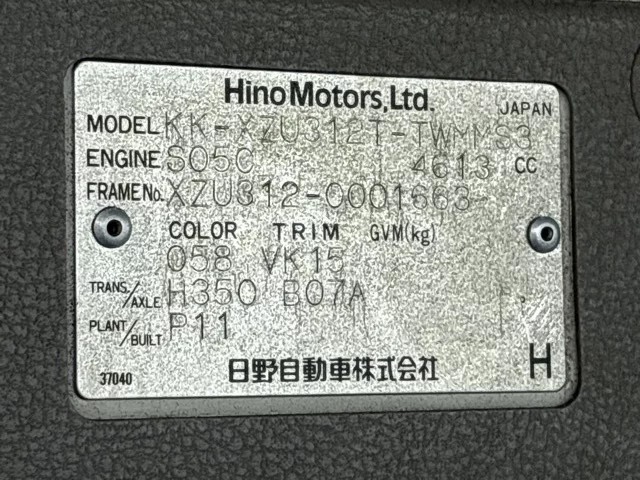 Hino Motors, Ltd.
JAPAN
MODEL KK-XZU312T-TWMMS3
ENGINE S05C 4613 CC
FRAME No. XZU312-0001663
COLOR TRIM GVM(kg)
058 VK15
TRANS/AXLE H350 B07A
PLANT/BUILT P11
37040 日野自動車株式会社 H